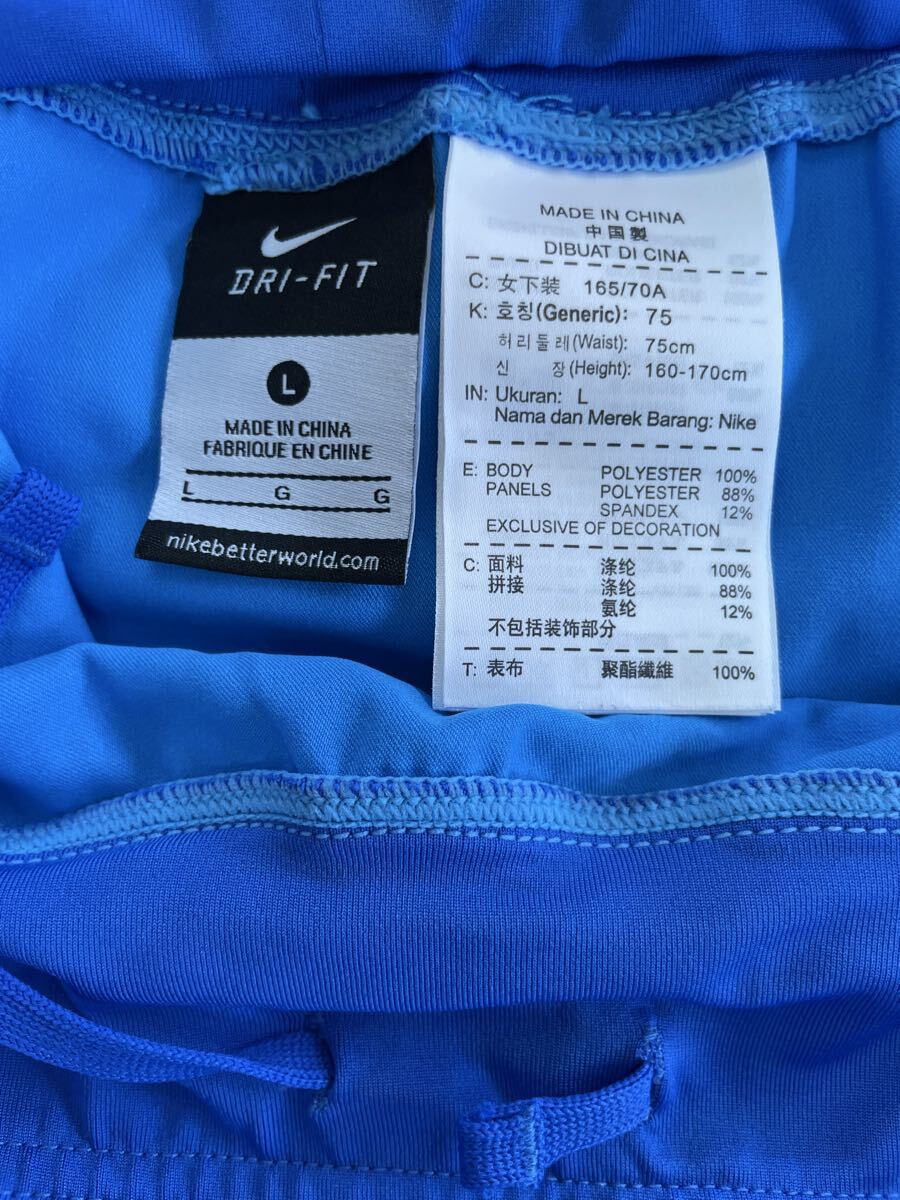 DRI-FIT
L
MADE IN CHINA
FABRIQUE EN CHINE
L G G
nikebetterworld.com
MADE IN CHINA
中国製
DIBUAT DI CINA
C: 女下装 165/70A
K: 호칭(Generic): 75
허리둘레(Waist): 75cm
신 장(Height): 160-170cm
IN: Ukuran: L
Nama dan Merek Barang: Nike
E: BODY POLYESTER 100%
PANELS POLYESTER 88%
SPANDEX 12%
EXCLUSIVE OF DECORATION
C: 面料 涤纶 100%
拼接 涤纶 88%
氨纶 12%
不包括装饰部分
T: 表布 聚酯纖維 100%